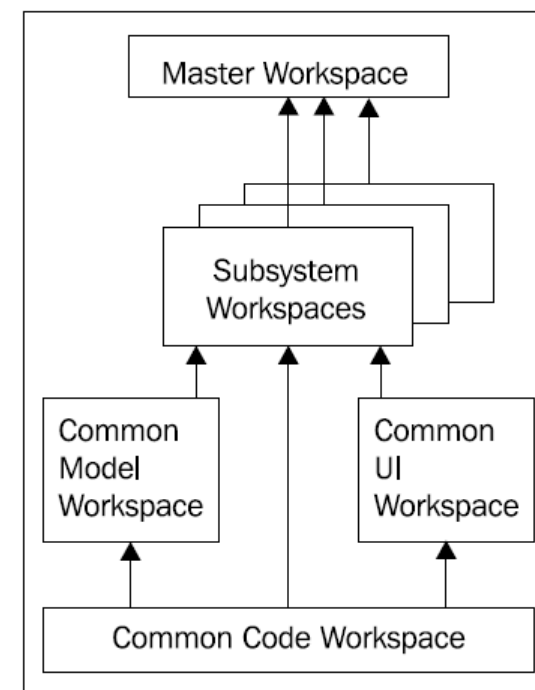 Master Workspace
Subsystem
Workspaces
Common
Model
Workspace
Common
UI
Workspace
Common Code Workspace